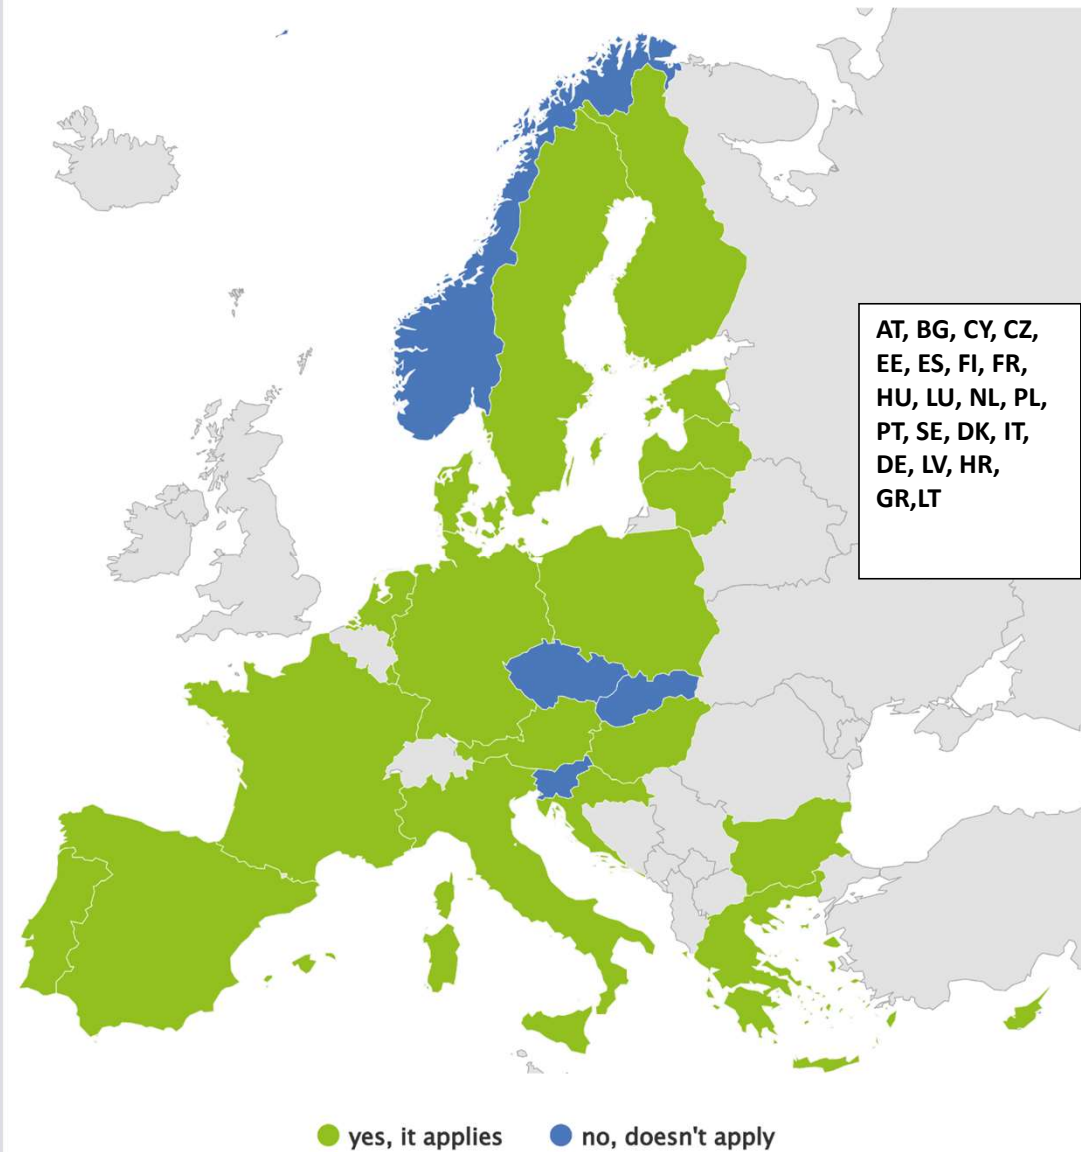 AT, BG, CY, CZ,
EE, ES, FI, FR,
HU, LU, NL, PL,
PT, SE, DK, IT,
DE, LV, HR,
GR,LT
yes, it applies
no, doesn't apply